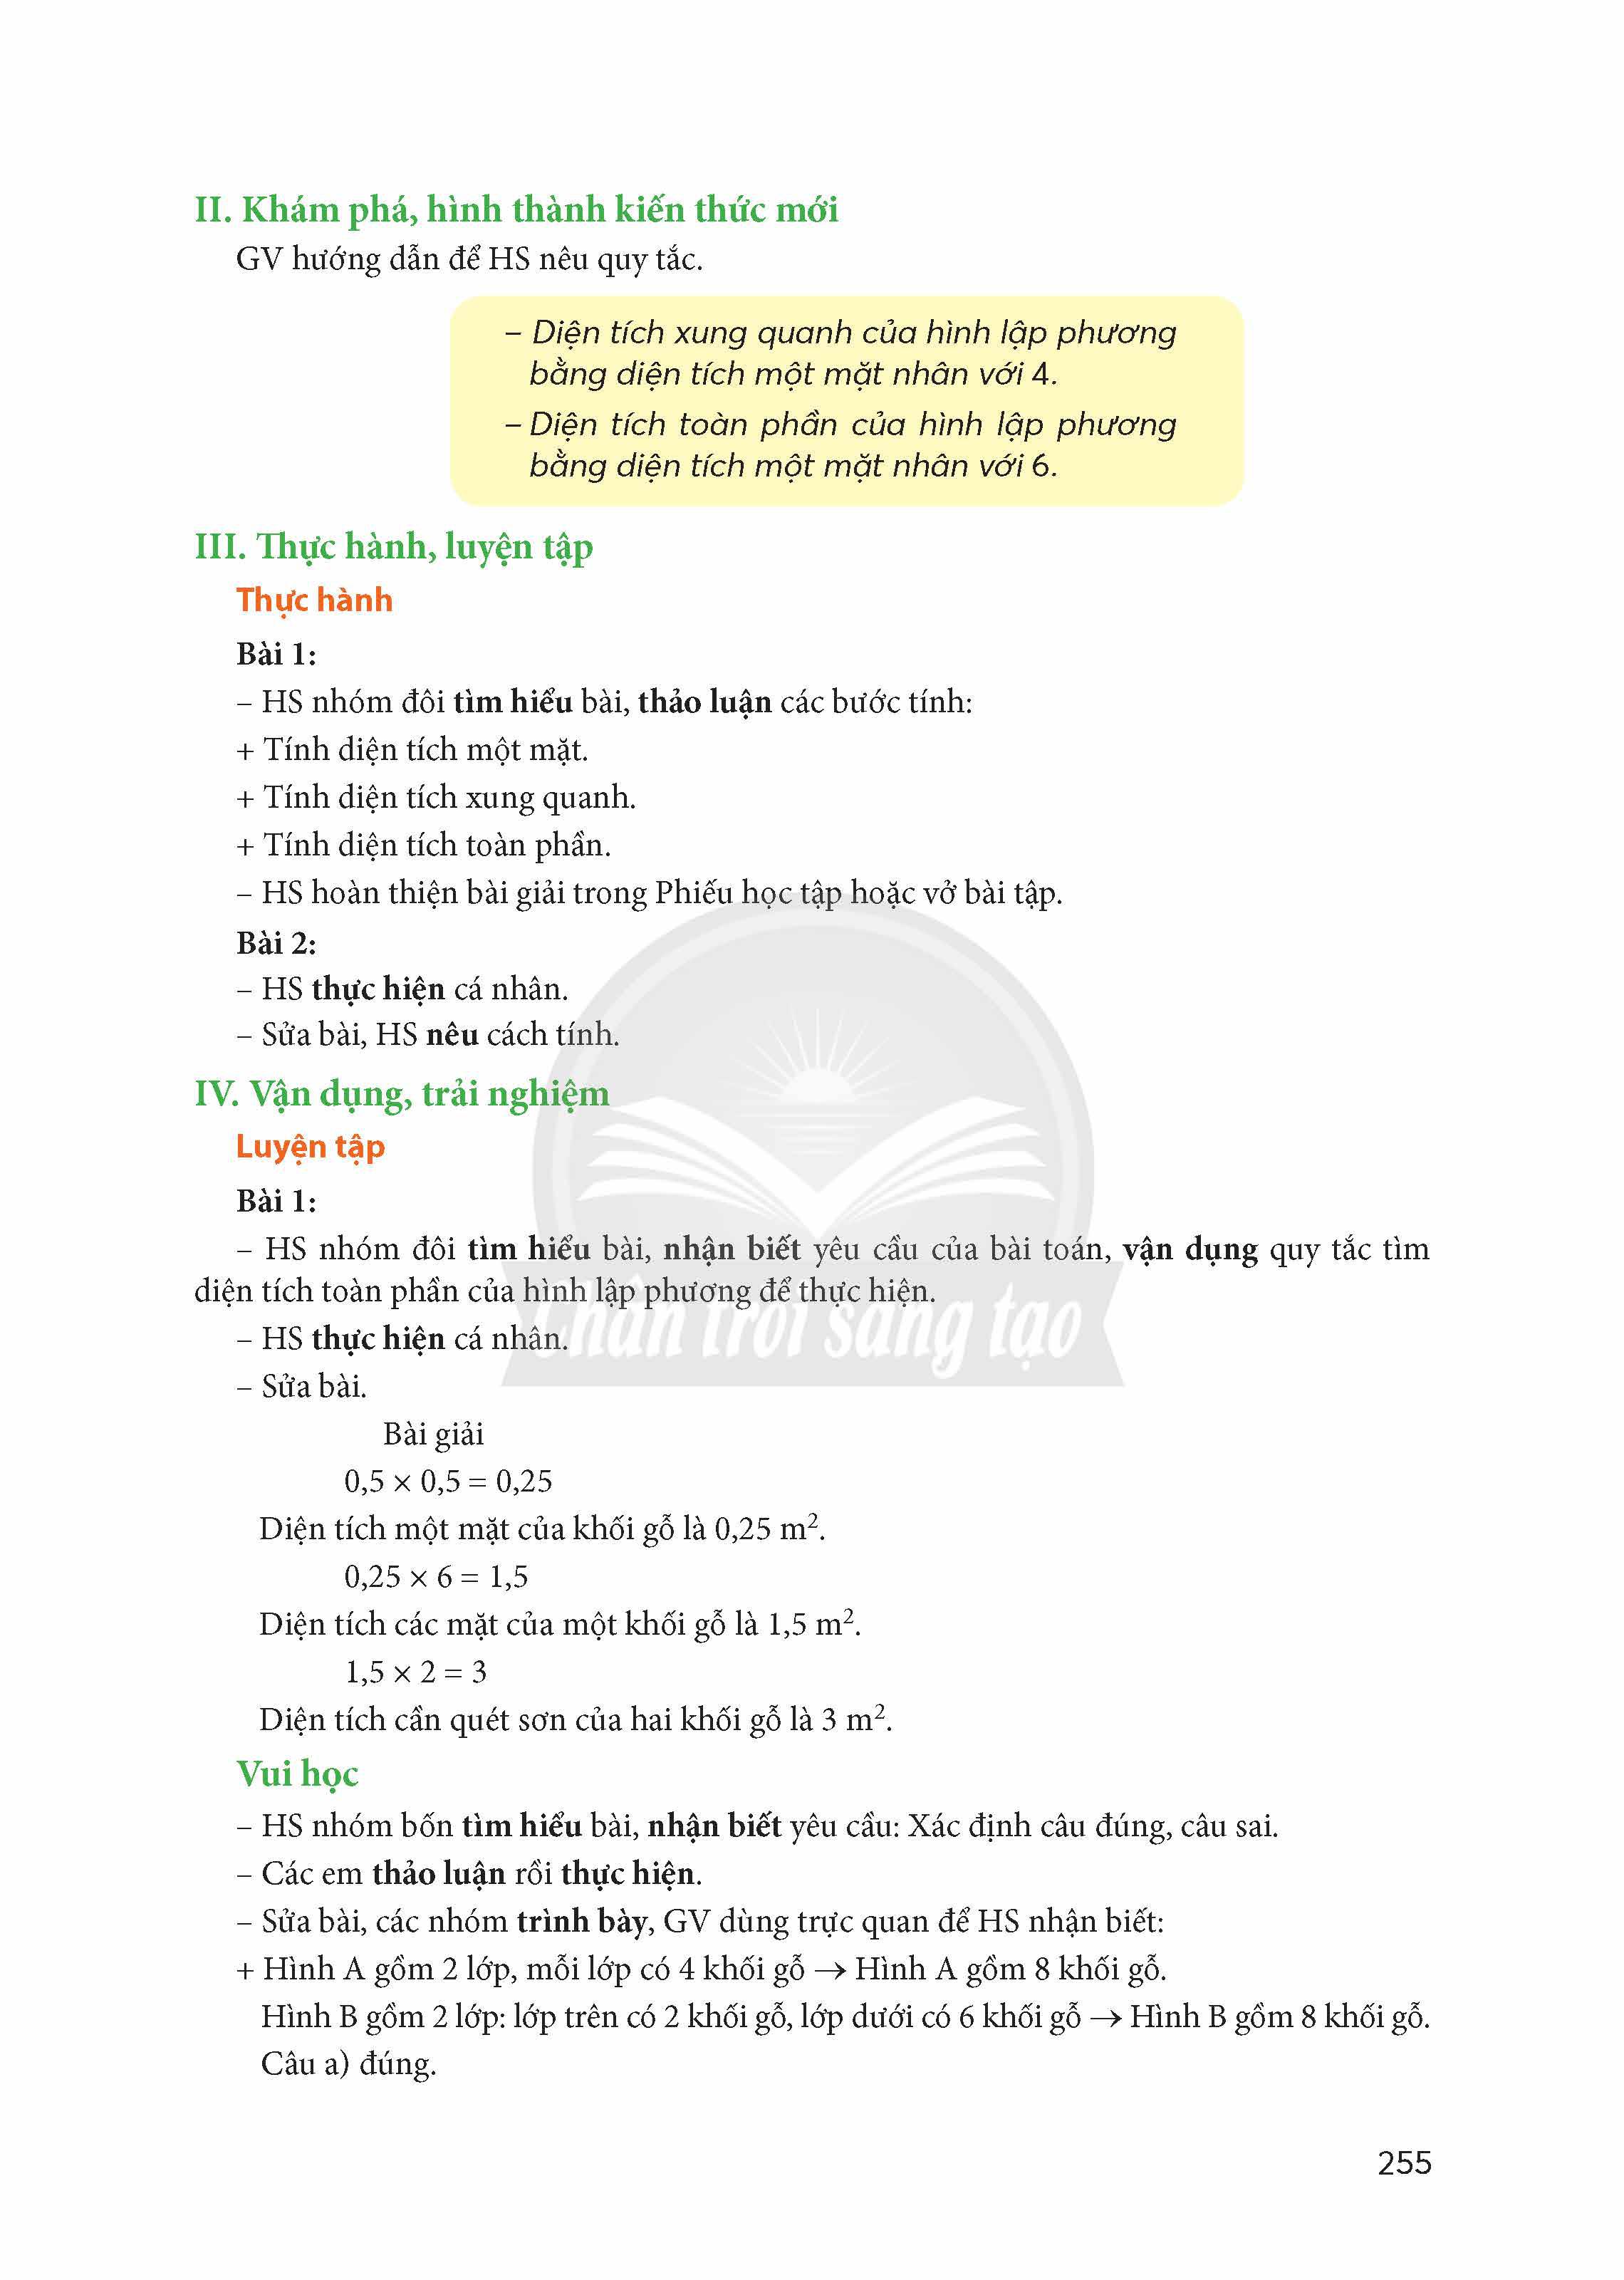 II. Khám phá, hình thành kiến thức mới
GV hướng dẫn để HS nêu quy tắc.
– Diện tích xung quanh của hình lập phương
bằng diện tích một mặt nhân với 4.
– Diện tích toàn phần của hình lập phương
bằng diện tích một mặt nhân với 6.
III. Thực hành, luyện tập
Thực hành
Bài 1:
– HS nhóm đôi tìm hiểu bài, thảo luận các bước tính:
+ Tính diện tích một mặt.
+ Tính diện tích xung quanh.
+ Tính diện tích toàn phần.
– HS hoàn thiện bài giải trong Phiếu học tập hoặc vở bài tập.
Bài 2:
– HS thực hiện cá nhân.
– Sửa bài, HS nêu cách tính.
IV. Vận dụng, trải nghiệm
Luyện tập
Bài 1:
– HS nhóm đôi tìm hiểu bài, nhận biết yêu cầu của bài toán, vận dụng quy tắc tìm
diện tích toàn phần của hình lập phương để thực hiện.
Chân trời sáng tạo
– HS thực hiện cá nhân.
– Sửa bài.
Bài giải
0,5 × 0,5 = 0,25
Diện tích một mặt của khối gỗ là 0,25 m².
0,25 × 6 = 1,5
Diện tích các mặt của một khối gỗ là 1,5 m².
1,5 × 2 = 3
Diện tích cần quét sơn của hai khối gỗ là 3 m².
Vui học
– HS nhóm bốn tìm hiểu bài, nhận biết yêu cầu: Xác định câu đúng, câu sai.
– Các em thảo luận rồi thực hiện.
– Sửa bài, các nhóm trình bày, GV dùng trực quan để HS nhận biết:
+ Hình A gồm 2 lớp, mỗi lớp có 4 khối gỗ → Hình A gồm 8 khối gỗ.
Hình B gồm 2 lớp: lớp trên có 2 khối gỗ, lớp dưới có 6 khối gỗ → Hình B gồm 8 khối gỗ.
Câu a) đúng.
255